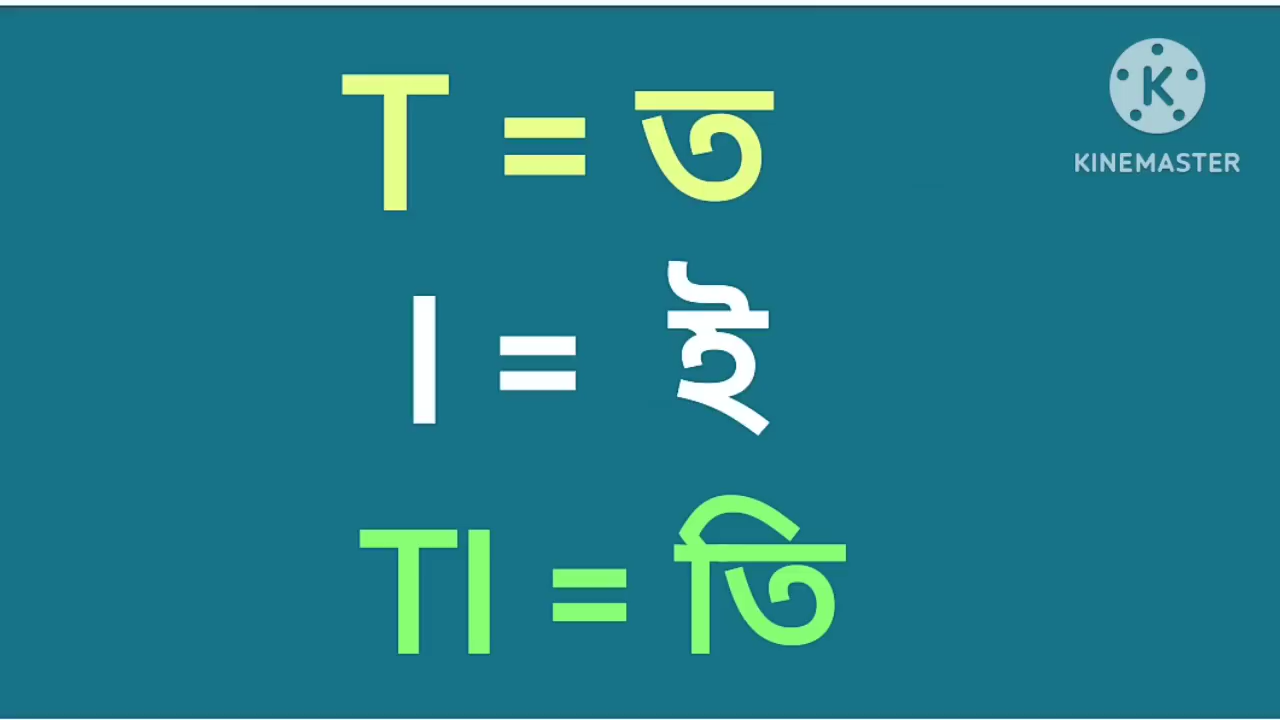 T = ত
K
KINEMASTER
I = ই
TI = তি